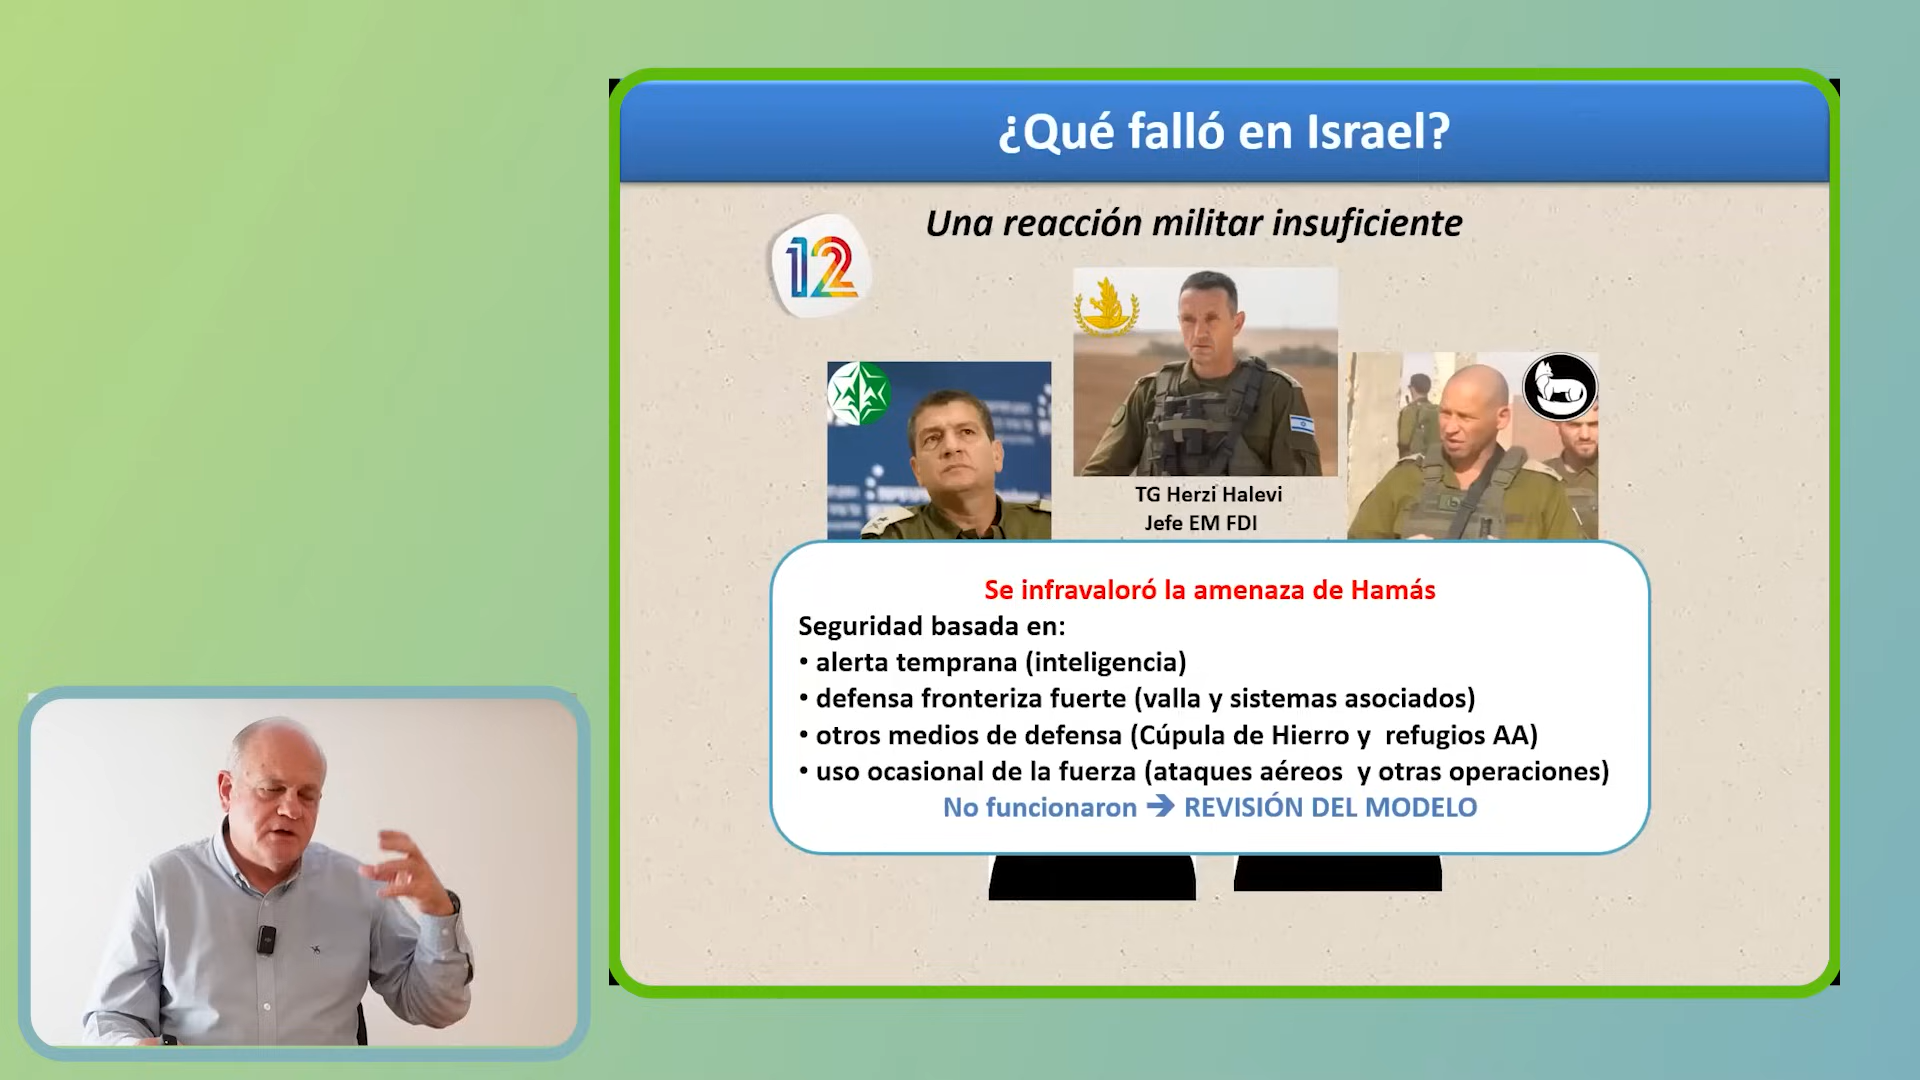 ¿Qué falló en Israel?
Una reacción militar insuficiente
12
TG Herzi Halevi
Jefe EM FDI
Se infravaloró la amenaza de Hamás
Seguridad basada en:
• alerta temprana (inteligencia)
• defensa fronteriza fuerte (valla y sistemas asociados)
• otros medios de defensa (Cúpula de Hierro y refugios AA)
• uso ocasional de la fuerza (ataques aéreos y otras operaciones)
No funcionaron ➔ REVISIÓN DEL MODELO